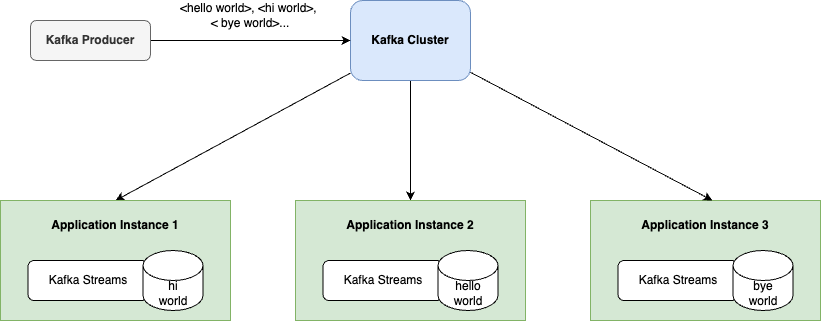 <hello world>, <hi world>,
< bye world>...
Kafka Producer
Kafka Cluster
Application Instance 1
Application Instance 2
Application Instance 3
Kafka Streams
hi
world
Kafka Streams
hello
world
Kafka Streams
bye
world